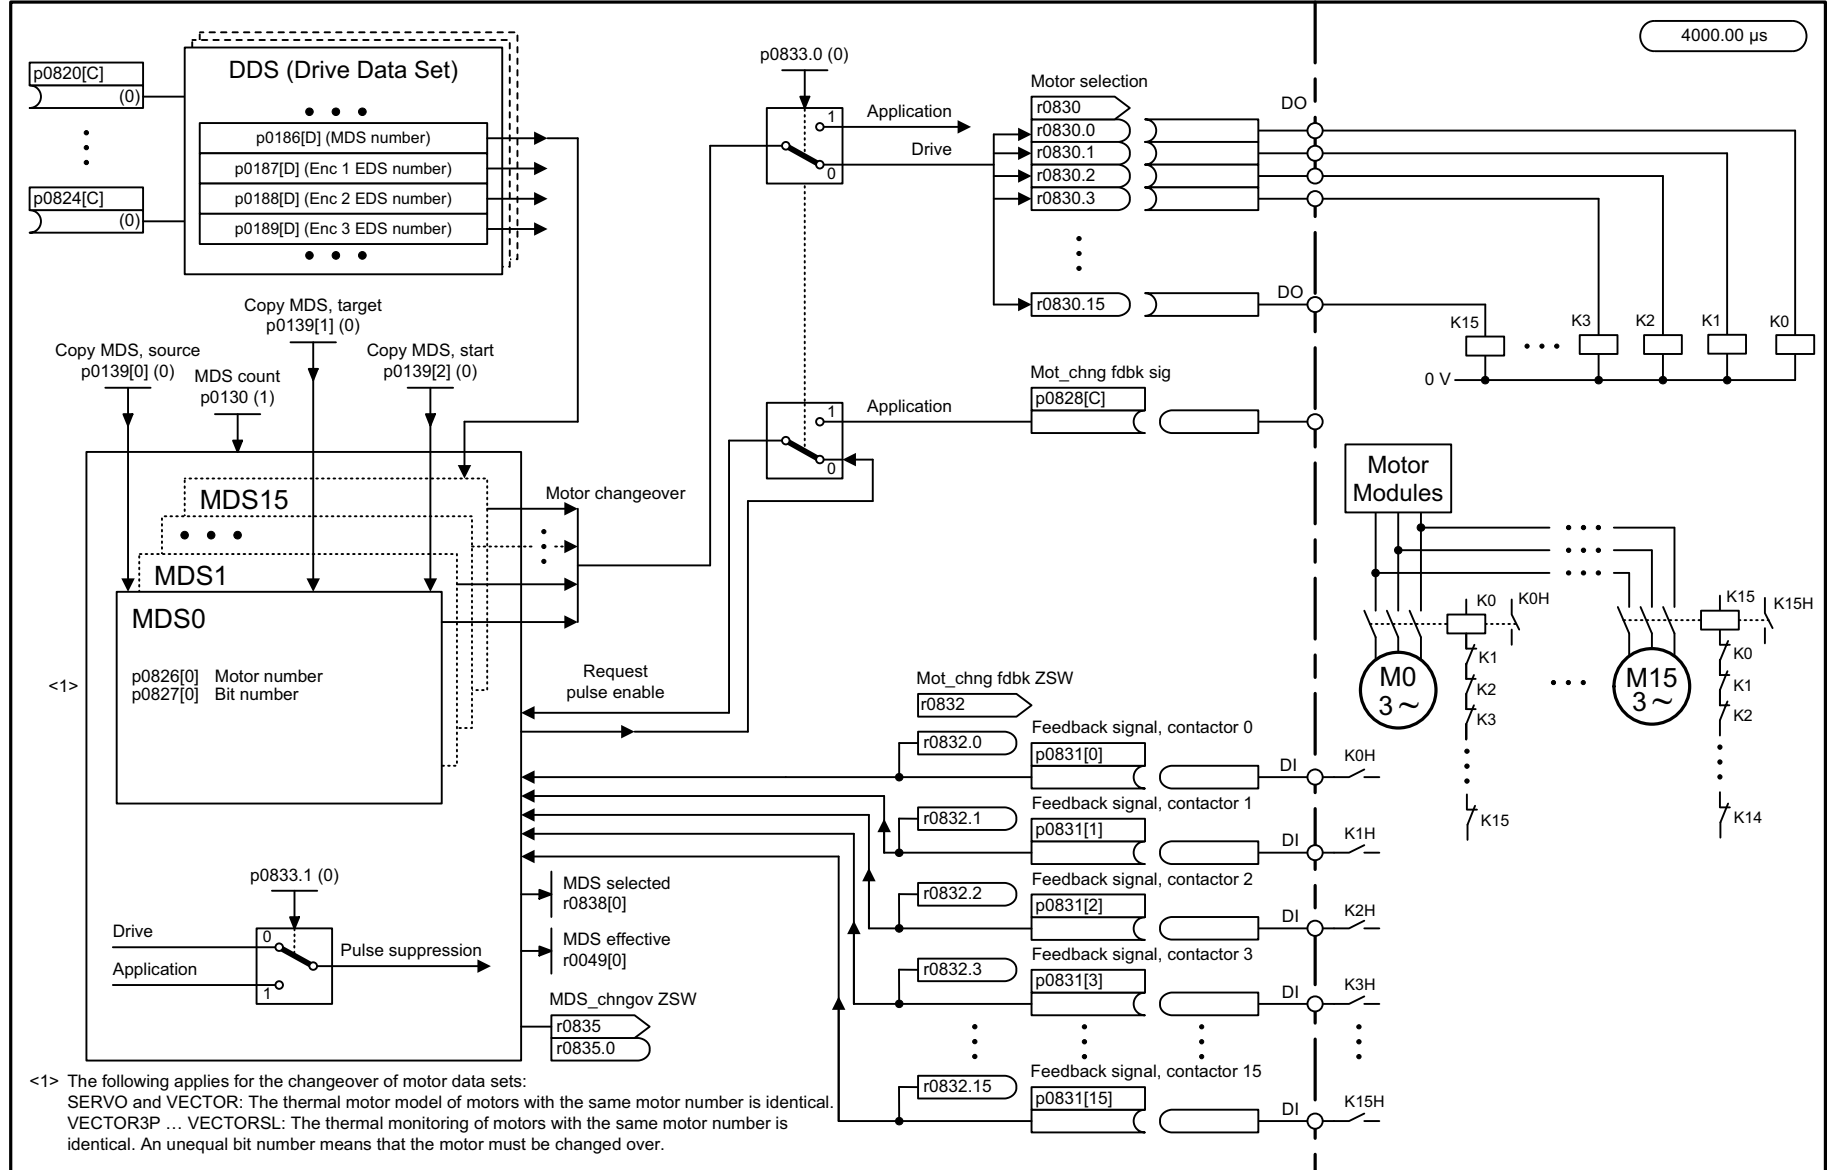 4000.00 µs
p0820[C]
(0)
p0824[C]
(0)
DDS (Drive Data Set)
p0186[D] (MDS number)
p0187[D] (Enc 1 EDS number)
p0188[D] (Enc 2 EDS number)
p0189[D] (Enc 3 EDS number)
p0833.0 (0)
1
0
Application
Drive
Motor selection
r0830
r0830.0
r0830.1
r0830.2
r0830.3
r0830.15
DO
DO
K15
K3
K2
K1
K0
0 V
Copy MDS, target
p0139[1] (0)
Copy MDS, source
p0139[0] (0)
MDS count
p0130 (1)
Copy MDS, start
p0139[2] (0)
1
0
Application
Mot_chng fdbk sig
p0828[C]
MDS15
MDS1
MDS0
p0826[0] Motor number
p0827[0] Bit number
<1>
Motor changeover
Request
pulse enable
Motor
Modules
K0
K0H
K1
K2
K3
K15
M0
3 ~
M15
3 ~
K15
K15H
K0
K1
K2
K14
Mot_chng fdbk ZSW
r0832
r0832.0
Feedback signal, contactor 0
p0831[0]
DI
K0H
r0832.1
Feedback signal, contactor 1
p0831[1]
DI
K1H
r0832.2
Feedback signal, contactor 2
p0831[2]
DI
K2H
r0832.3
Feedback signal, contactor 3
p0831[3]
DI
K3H
r0832.15
Feedback signal, contactor 15
p0831[15]
DI
K15H
p0833.1 (0)
Drive
Application
0
1
Pulse suppression
MDS selected
r0838[0]
MDS effective
r0049[0]
MDS_chngov ZSW
r0835
r0835.0
<1> The following applies for the changeover of motor data sets:
SERVO and VECTOR: The thermal motor model of motors with the same motor number is identical.
VECTOR3P … VECTORSL: The thermal monitoring of motors with the same motor number is
identical. An unequal bit number means that the motor must be changed over.